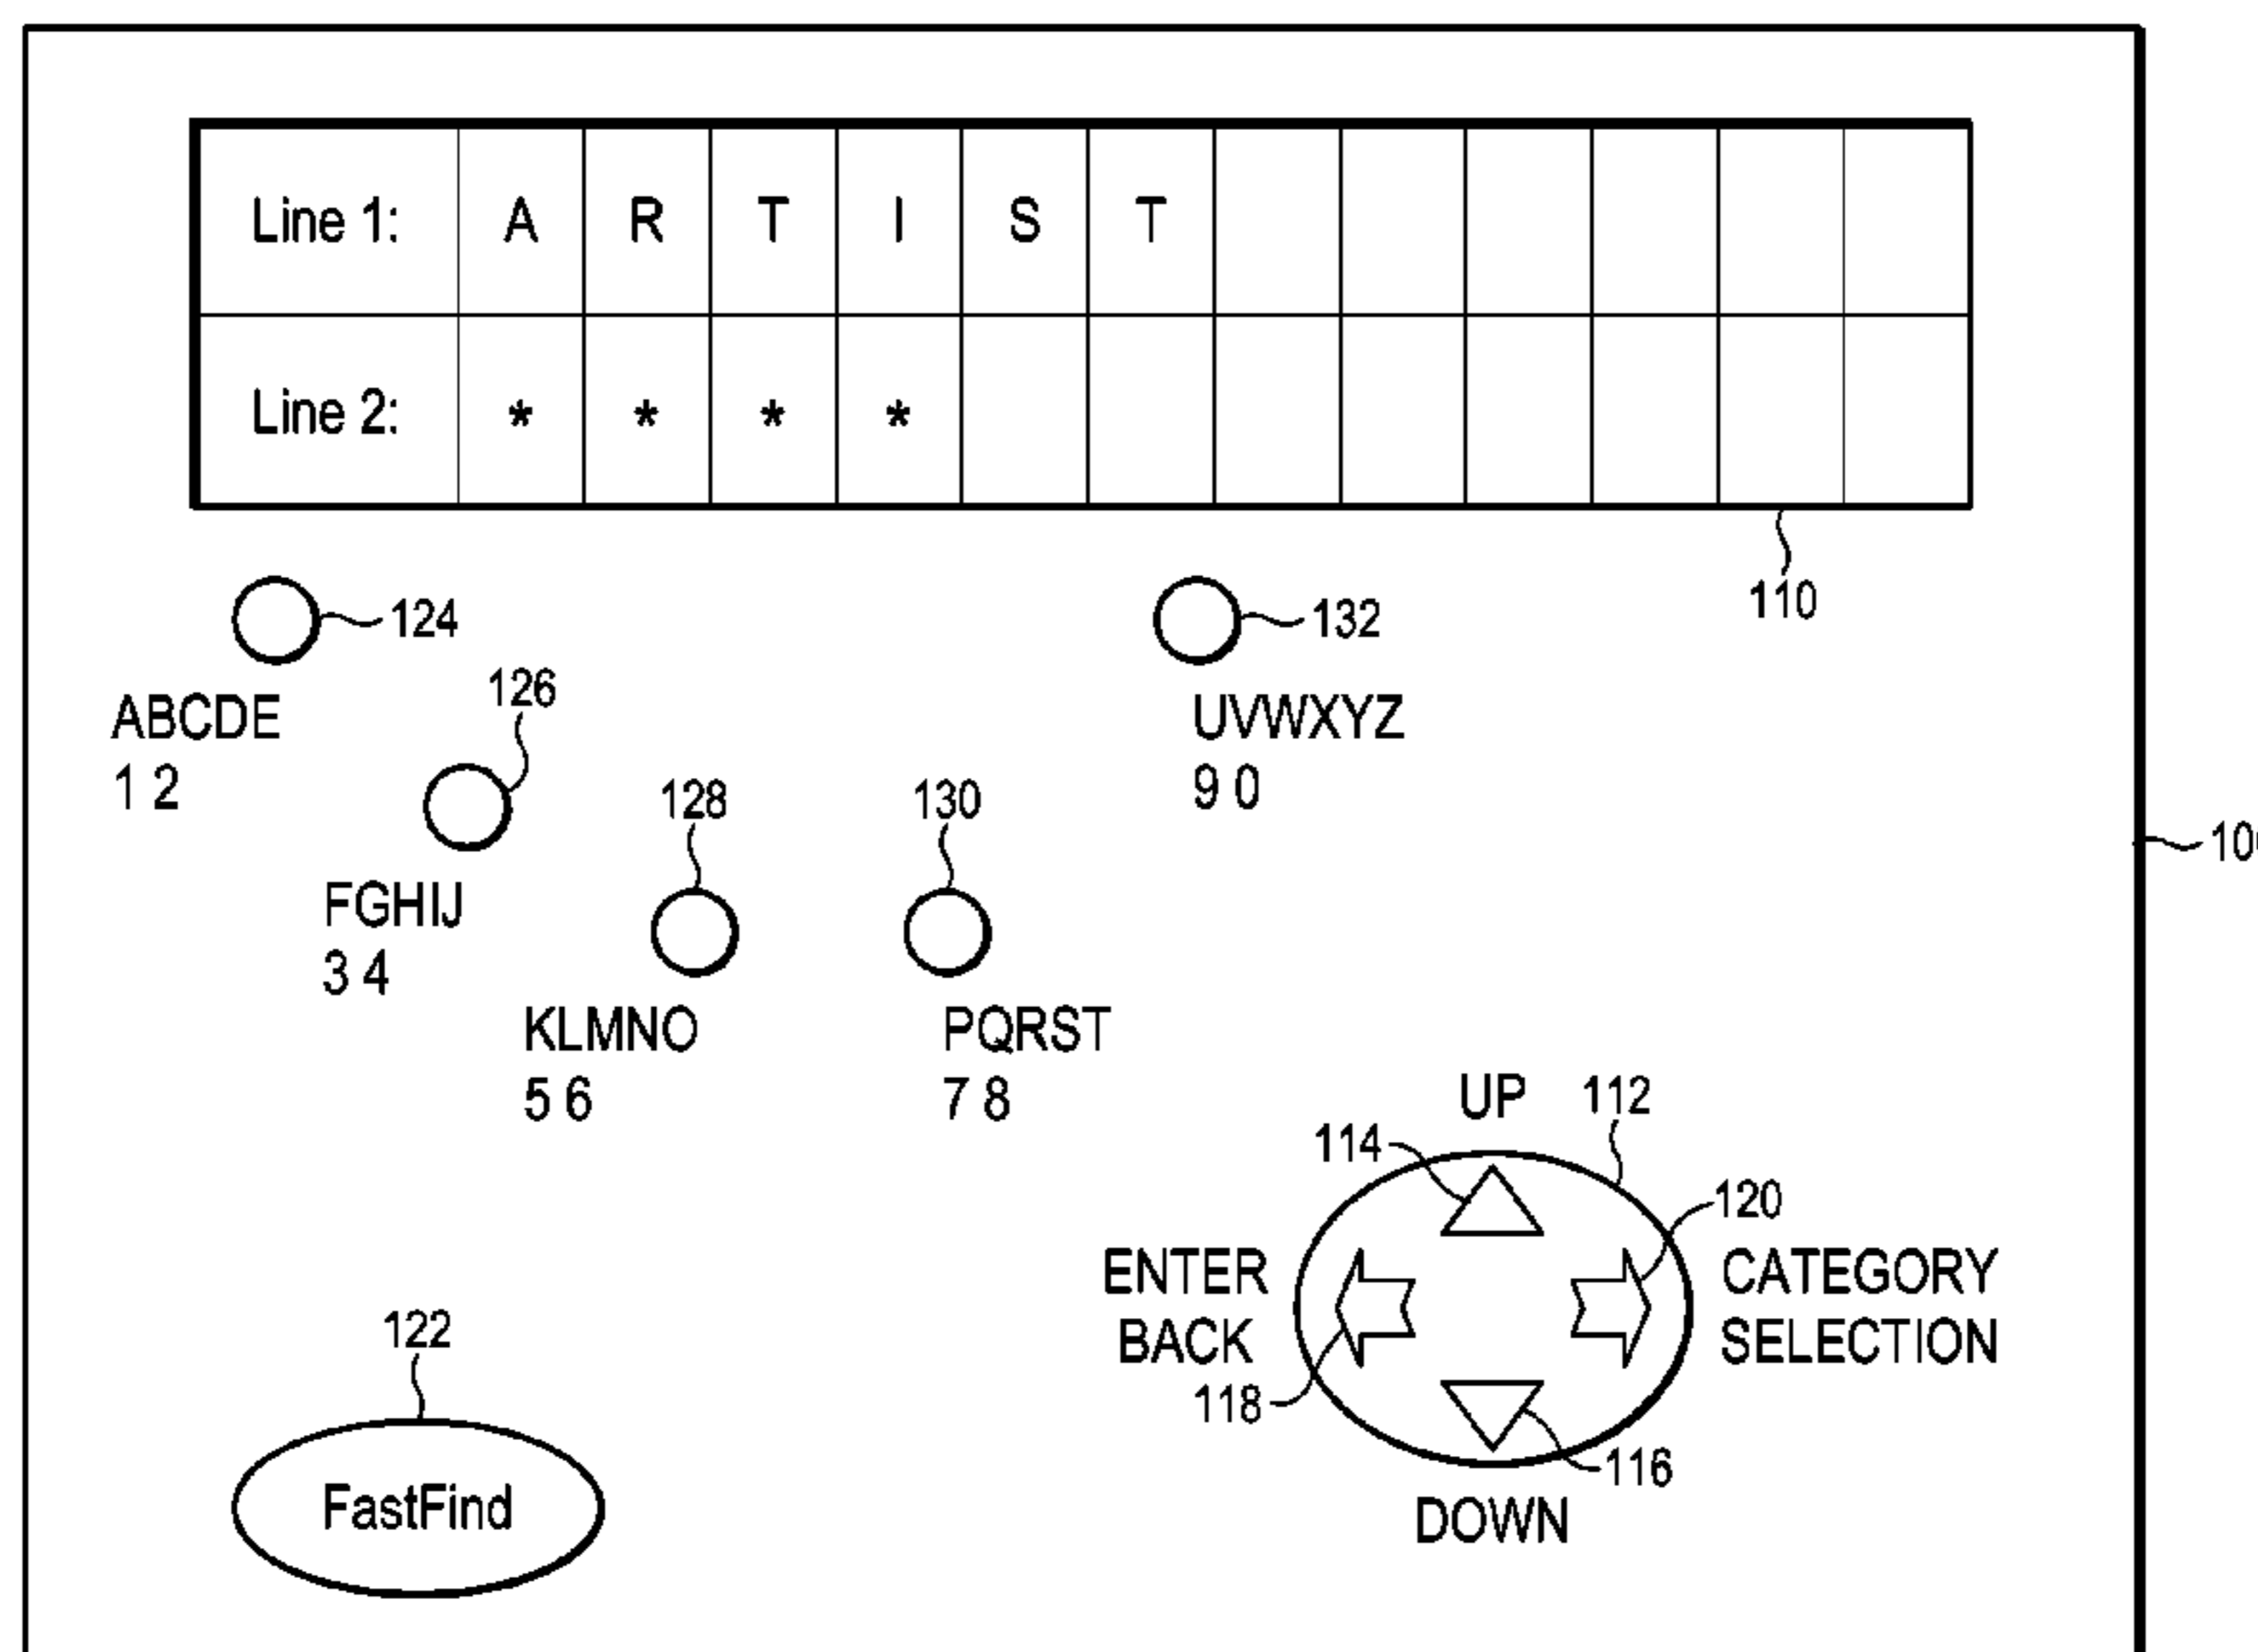 Line 1: A R T I S T
Line 2: * * * *
110
124
132
126
ABCDE
1 2
UVWXYZ
9 0
128
130
FGHIJ
3 4
KLMNO
5 6
PQRST
7 8
UP
112
114
120
ENTER
BACK
CATEGORY
SELECTION
118
116
DOWN
122
FastFind